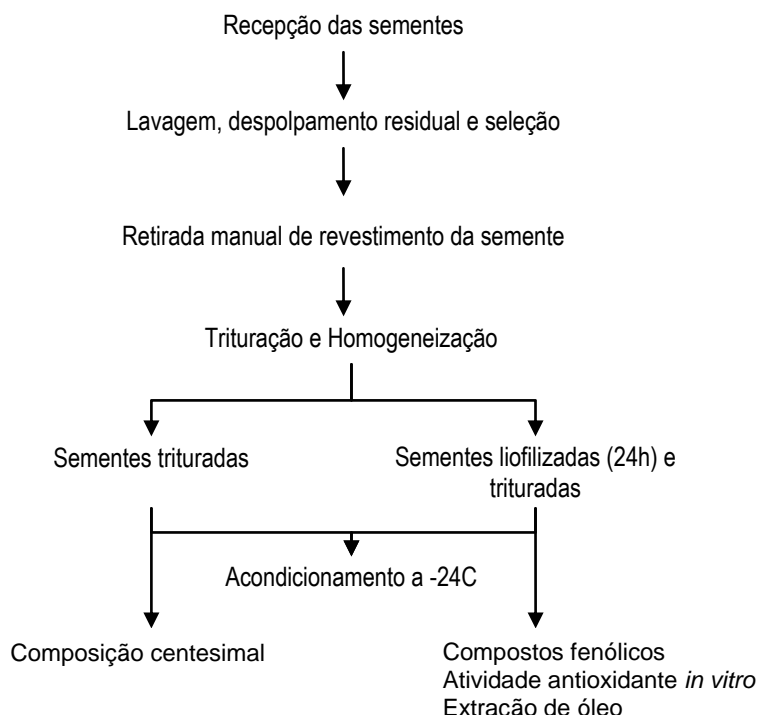 Recepção das sementes
Lavagem, despolpamento residual e seleção
Retirada manual de revestimento da semente
Trituração e Homogeneização
Sementes trituradas
Sementes liofilizadas (24h) e
trituradas
Acondicionamento a -24C
Composição centesimal
Compostos fenólicos
Atividade antioxidante in vitro
Extração de óleo